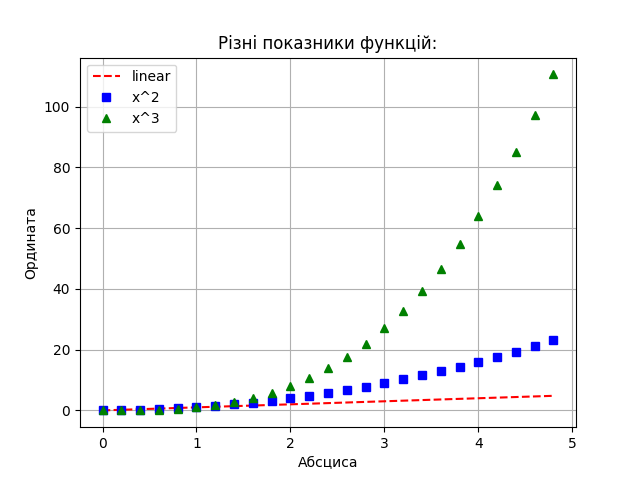 Різні показники функцій:
linear
x^2
x^3
100
80
60
40
20
0
Ордината
0 1 2 3 4 5
Абсциса